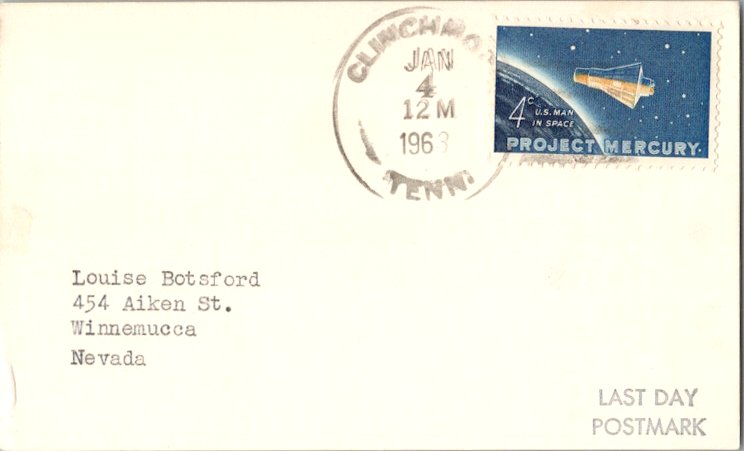 JAN
4
12 M
1963
TENN.
4c
U.S. MAN
IN SPACE
PROJECT MERCURY
Louise Botsford
454 Aiken St.
Winnemucca
Nevada
LAST DAY
POSTMARK